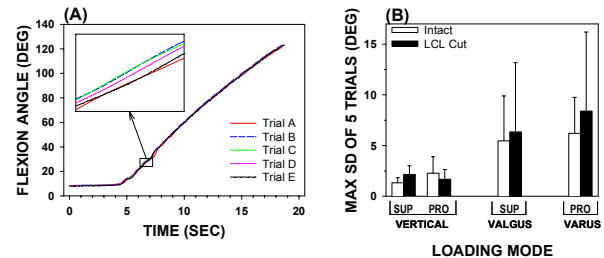 (A)
FLEXION ANGLE (DEG)
140
120
100
80
60
40
20
0
Trial A
Trial B
Trial C
Trial D
Trial E
0 5 10 15 20
TIME (SEC)
(B)
MAX SD OF 5 TRIALS (DEG)
Intact
LCL Cut
15
10
5
0
SUP PRO SUP PRO
VERTICAL VALGUS VARUS
LOADING MODE